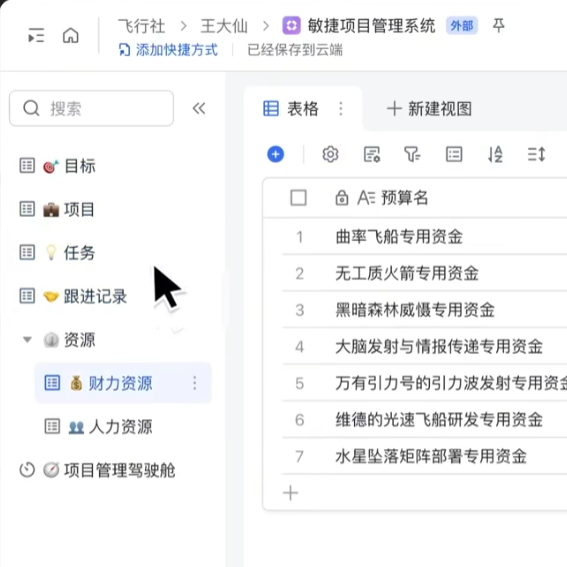 飞行社 > 王大仙 > 敏捷项目管理系统 外部
添加快捷方式 | 已经保存到云端
搜索
表格
新建视图
目标
项目
任务
跟进记录
资源
财力资源
人力资源
项目管理驾驶舱
预算名
1 曲率飞船专用资金
2 无工质火箭专用资金
3 黑暗森林威慑专用资金
4 大脑发射与情报传递专用资金
5 万有引力号的引力波发射专用资金
6 维德的光速飞船研发专用资金
7 水星坠落矩阵部署专用资金